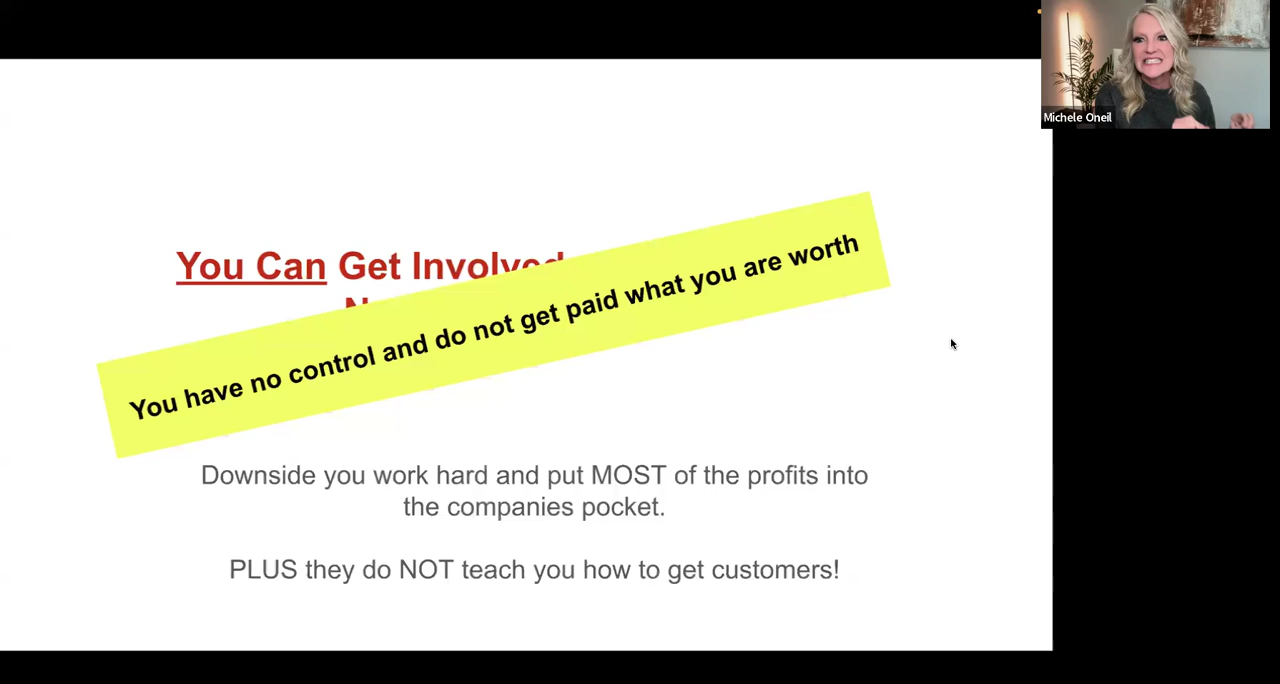 Michele Oneil
You Can Get Involved
You have no control and do not get paid what you are worth
Downside you work hard and put MOST of the profits into
the companies pocket.
PLUS they do NOT teach you how to get customers!